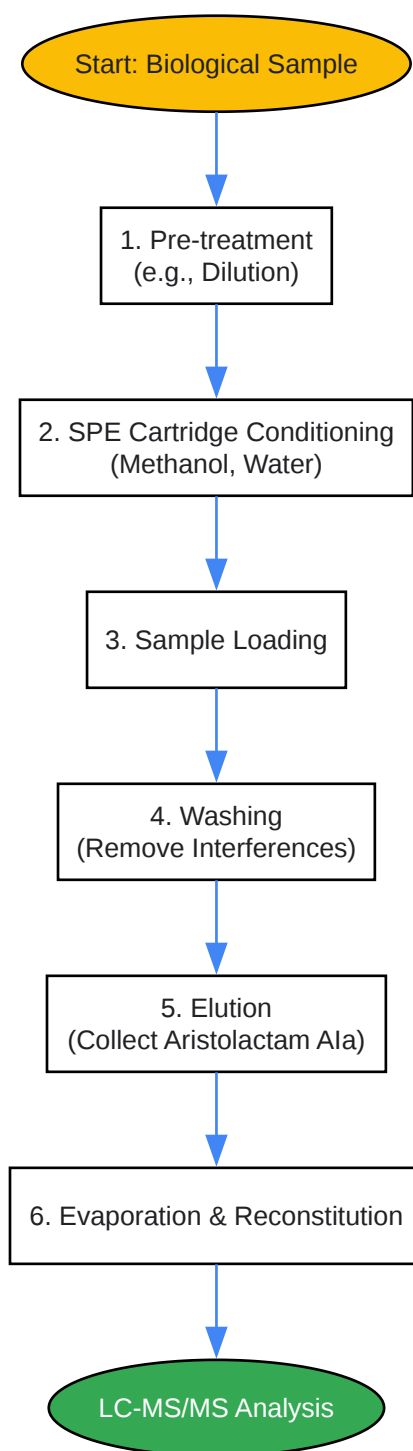 Start: Biological Sample
1. Pre-treatment
(e.g., Dilution)
2. SPE Cartridge Conditioning
(Methanol, Water)
3. Sample Loading
4. Washing
(Remove Interferences)
5. Elution
(Collect Aristolactam AIa)
6. Evaporation & Reconstitution
LC-MS/MS Analysis